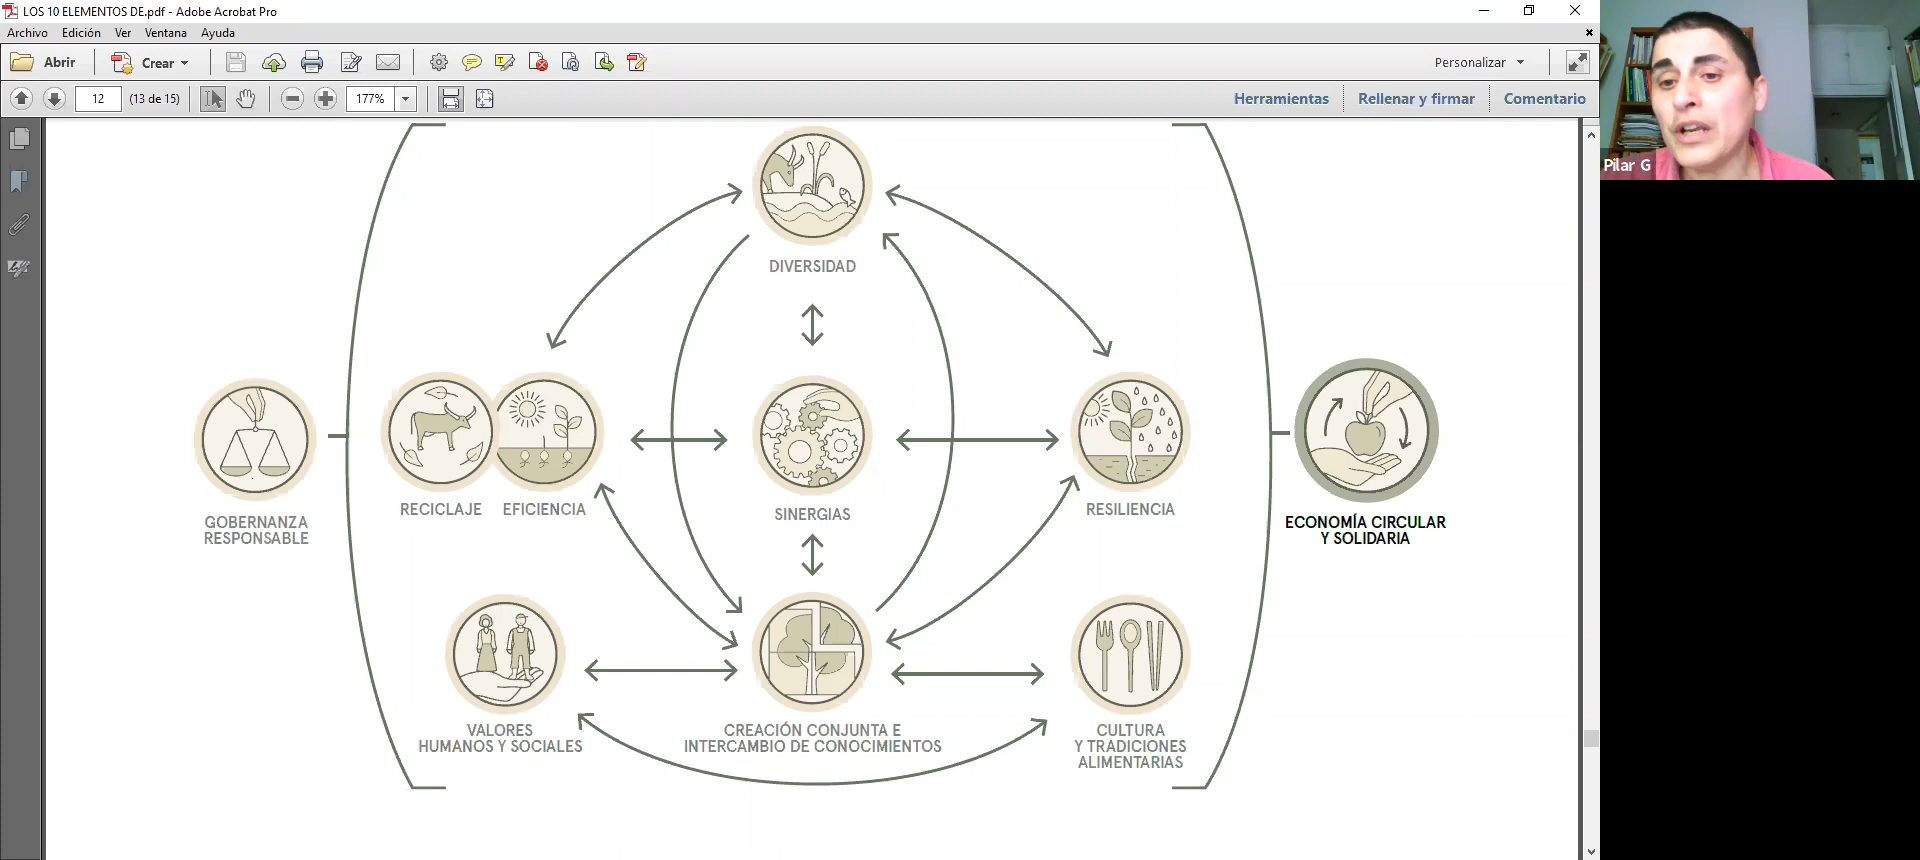 LOS 10 ELEMENTOS DE.pdf - Adobe Acrobat Pro
Archivo Edición Ver Ventana Ayuda
Abrir Crear Personalizar
12 (13 de 15) 177% Herramientas Rellenar y firmar Comentario
Pilar G
DIVERSIDAD
GOBERNANZA
RESPONSABLE
RECICLAJE
EFICIENCIA
SINERGIAS
RESILIENCIA
ECONOMÍA CIRCULAR
Y SOLIDARIA
VALORES
HUMANOS Y SOCIALES
CREACIÓN CONJUNTA E
INTERCAMBIO DE CONOCIMIENTOS
CULTURA
Y TRADICIONES
ALIMENTARIAS